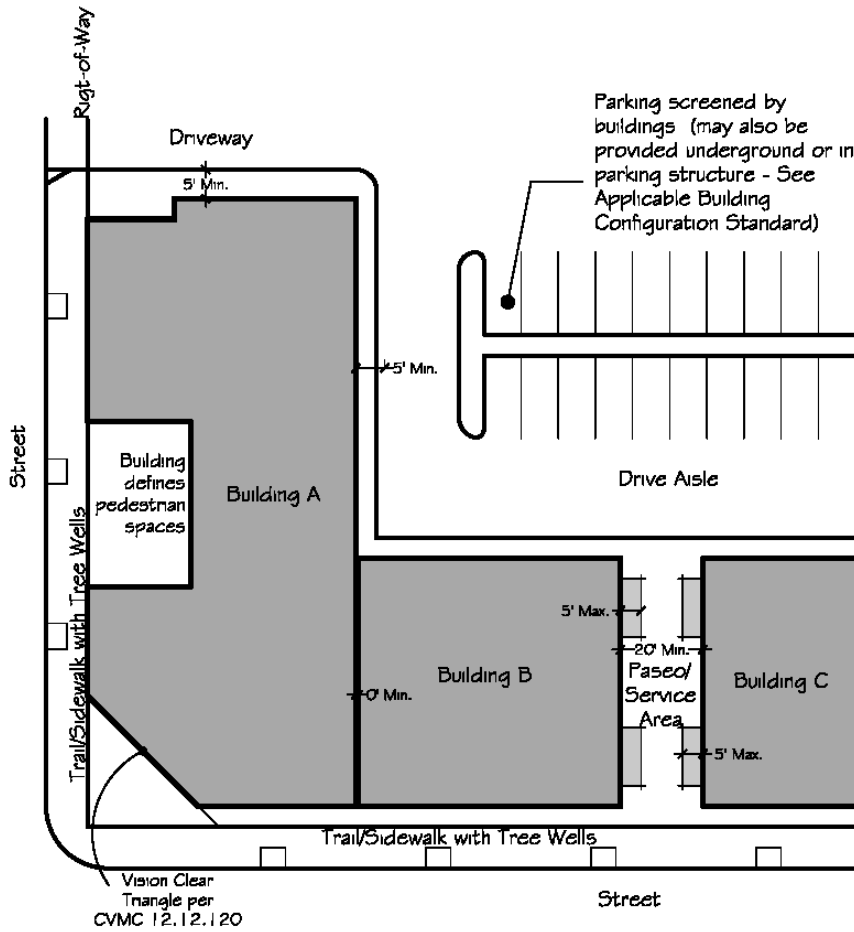 Rigt-of-Way
Driveway
5' Min.
Parking screened by
buildings (may also be
provided underground or in
parking structure - See
Applicable Building
Configuration Standard)
5' Min.
Street
Building
defines
pedestrian
spaces
Building A
Drive Aisle
Trail/Sidewalk with Tree Wells
5' Max.
20' Min.
Building B
Paseo/
Service
Area
Building C
0' Min.
5' Max.
Trail/Sidewalk with Tree Wells
Vision Clear
Triangle per
CVMC 12.12.120
Street